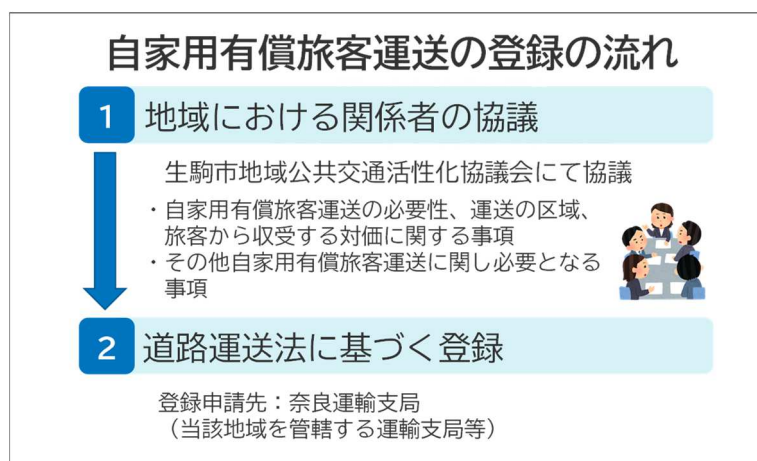 自家用有償旅客運送の登録の流れ
1 地域における関係者の協議
生駒市地域公共交通活性化協議会にて協議
・自家用有償旅客運送の必要性、運送の区域、
旅客から収受する対価に関する事項
・その他自家用有償旅客運送に関し必要となる
事項
2 道路運送法に基づく登録
登録申請先：奈良運輸支局
（当該地域を管轄する運輸支局等）